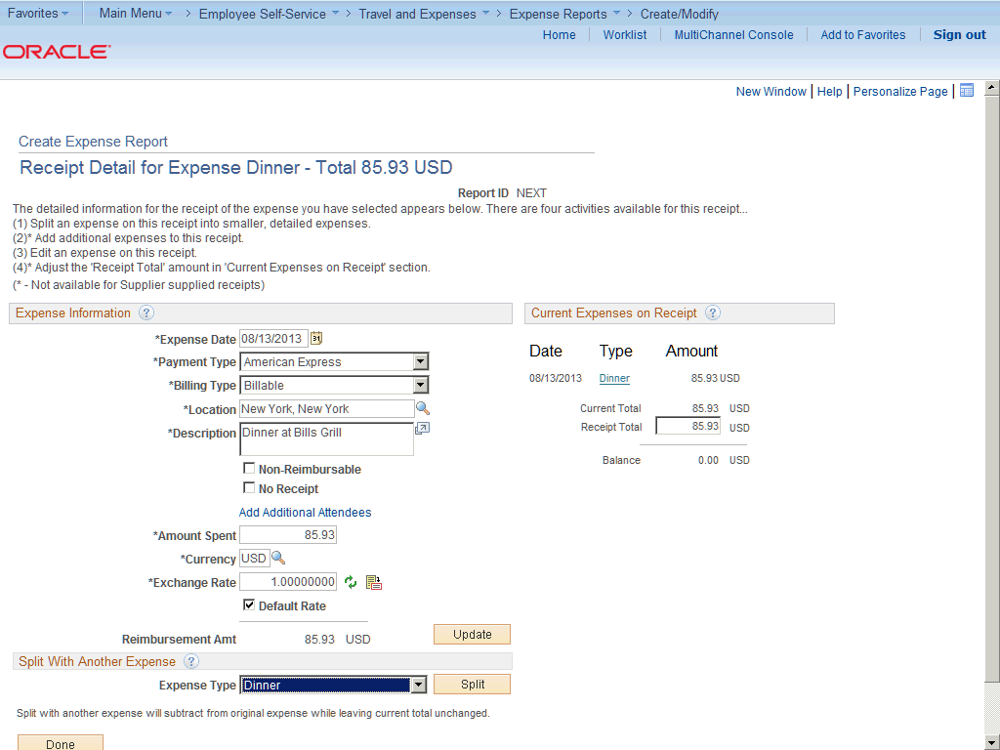 Favorites Main Menu > Employee Self-Service > Travel and Expenses > Expense Reports > Create/Modify
Home Worklist MultiChannel Console Add to Favorites Sign out
ORACLE
New Window | Help | Personalize Page |
Create Expense Report
Receipt Detail for Expense Dinner - Total 85.93 USD
Report ID NEXT
The detailed information for the receipt of the expense you have selected appears below. There are four activities available for this receipt...
(1) Split an expense on this receipt into smaller, detailed expenses.
(2)* Add additional expenses to this receipt.
(3) Edit an expense on this receipt.
(4)* Adjust the 'Receipt Total' amount in 'Current Expenses on Receipt' section.
(* - Not available for Supplier supplied receipts)
Expense Information ?
*Expense Date 08/13/2013 31
*Payment Type American Express
*Billing Type Billable
*Location New York, New York
*Description Dinner at Bills Grill
Non-Reimbursable
No Receipt
Add Additional Attendees
*Amount Spent 85.93
*Currency USD
*Exchange Rate 1.00000000
Default Rate
Reimbursement Amt 85.93 USD
Update
Current Expenses on Receipt ?
Date Type Amount
08/13/2013 Dinner 85.93 USD
Current Total 85.93 USD
Receipt Total 85.93 USD
Balance 0.00 USD
Split With Another Expense ?
Expense Type Dinner Split
Split with another expense will subtract from original expense while leaving current total unchanged.
Done